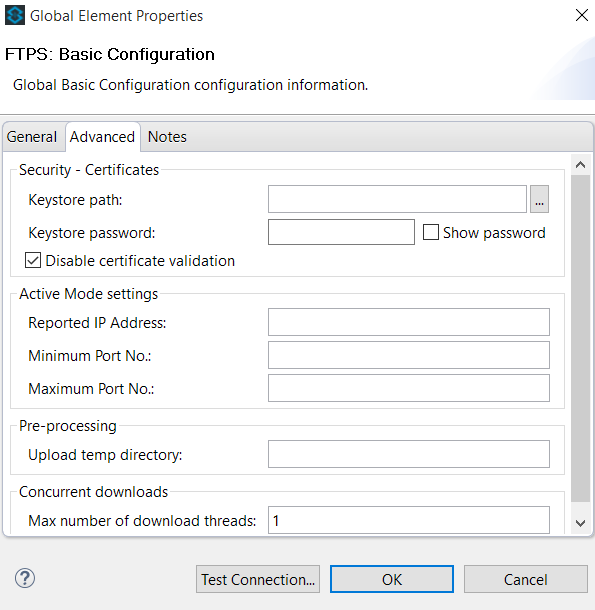 Global Element Properties
FTPS: Basic Configuration
Global Basic Configuration configuration information.
General Advanced Notes
Security - Certificates
Keystore path: ...
Keystore password: Show password
Disable certificate validation
Active Mode settings
Reported IP Address:
Minimum Port No.:
Maximum Port No.:
Pre-processing
Upload temp directory:
Concurrent downloads
Max number of download threads: 1
? Test Connection... OK Cancel